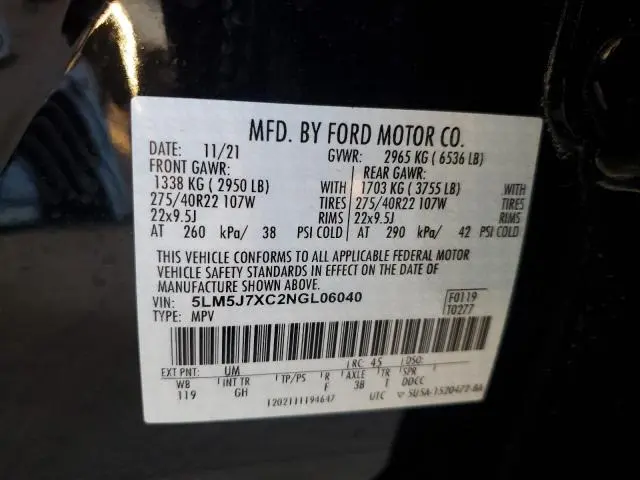 MFD. BY FORD MOTOR CO.
DATE: 11/21 GVWR: 2965 KG ( 6536 LB)
FRONT GAWR: REAR GAWR:
1338 KG ( 2950 LB) WITH 1703 KG ( 3755 LB) WITH
275/40R22 107W TIRES 275/40R22 107W TIRES
22x9.5J RIMS 22x9.5J RIMS
AT 260 kPa/ 38 PSI COLD AT 290 kPa/ 42 PSI COLD
THIS VEHICLE CONFORMS TO ALL APPLICABLE FEDERAL MOTOR
VEHICLE SAFETY STANDARDS IN EFFECT ON THE DATE OF
MANUFACTURE SHOWN ABOVE.
VIN: 5LM5J7XC2NGL06040 F0119
TYPE: MPV T0277
EXT PNT: UM RC: 45 DSO:
WB INT TR TP/PS R AXLE TR SPR
119 GH F 3B I DDCC
1202111194647 UTC 5U5A-1520472-BA